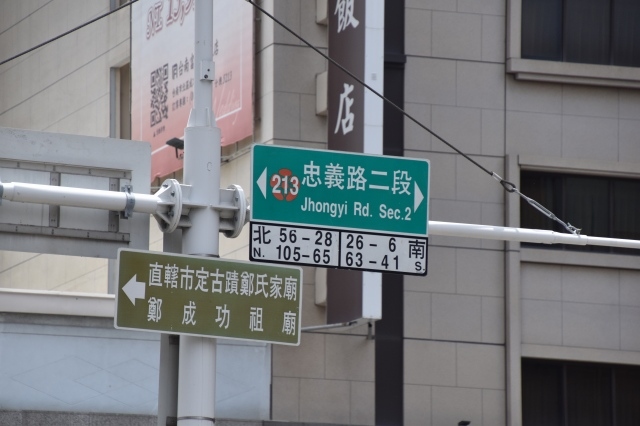 飯店
213 忠義路二段
Jhongyi Rd. Sec.2
北 56-28 26-6 南
N. 105-65 63-41 S
直轄市定古蹟鄭氏家廟
鄭成功祖廟